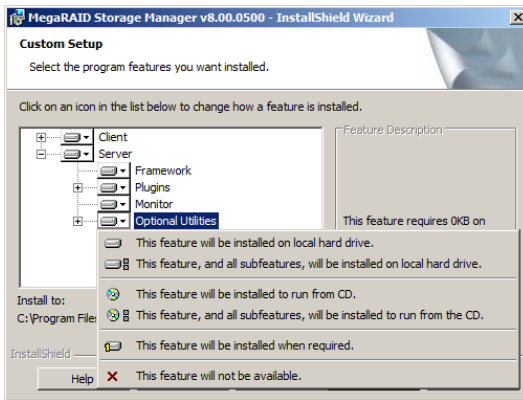 MegaRAID Storage Manager v8.00.0500 - InstallShield Wizard
Custom Setup
Select the program features you want installed.
Click on an icon in the list below to change how a feature is installed.
Feature Description
Client
Server
Framework
Plugins
Monitor
Optional Utilities
This feature requires 0KB on
This feature will be installed on local hard drive.
This feature, and all subfeatures, will be installed on local hard drive.
This feature will be installed to run from CD.
This feature, and all subfeatures, will be installed to run from the CD.
This feature will be installed when required.
This feature will not be available.
Install to:
C:\Program Files
InstallShield
Help